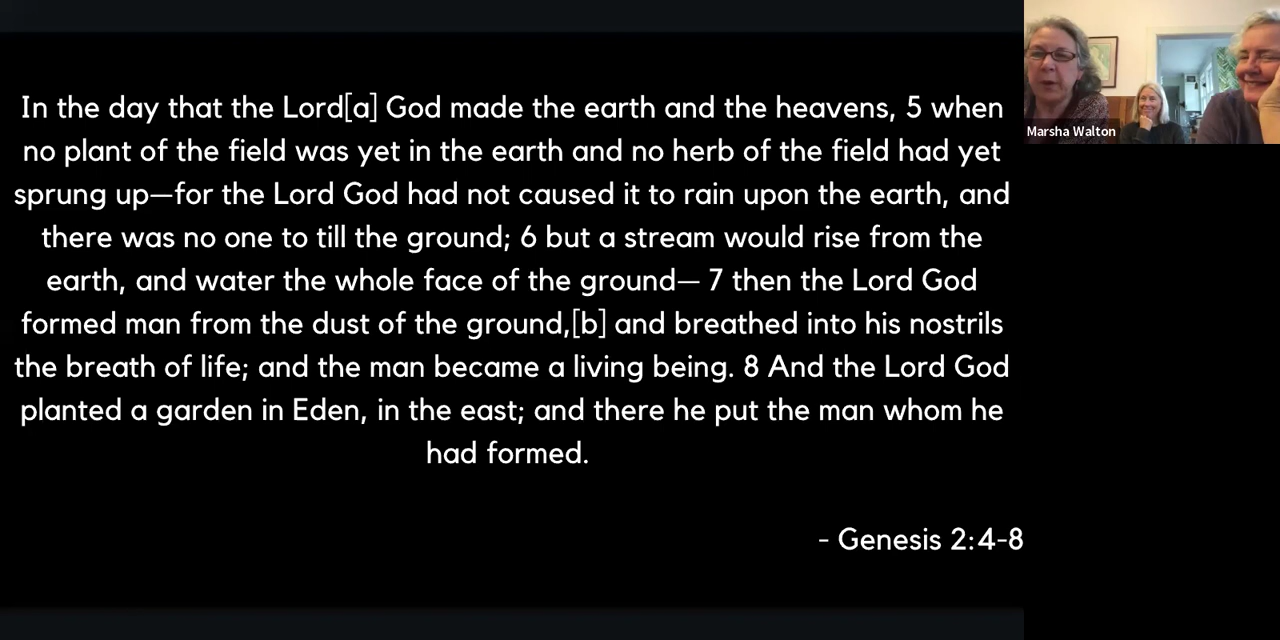 In the day that the Lord[a] God made the earth and the heavens, 5 when
no plant of the field was yet in the earth and no herb of the field had yet
sprung up—for the Lord God had not caused it to rain upon the earth, and
there was no one to till the ground; 6 but a stream would rise from the
earth, and water the whole face of the ground— 7 then the Lord God
formed man from the dust of the ground,[b] and breathed into his nostrils
the breath of life; and the man became a living being. 8 And the Lord God
planted a garden in Eden, in the east; and there he put the man whom he
had formed.
- Genesis 2:4-8
Marsha Walton